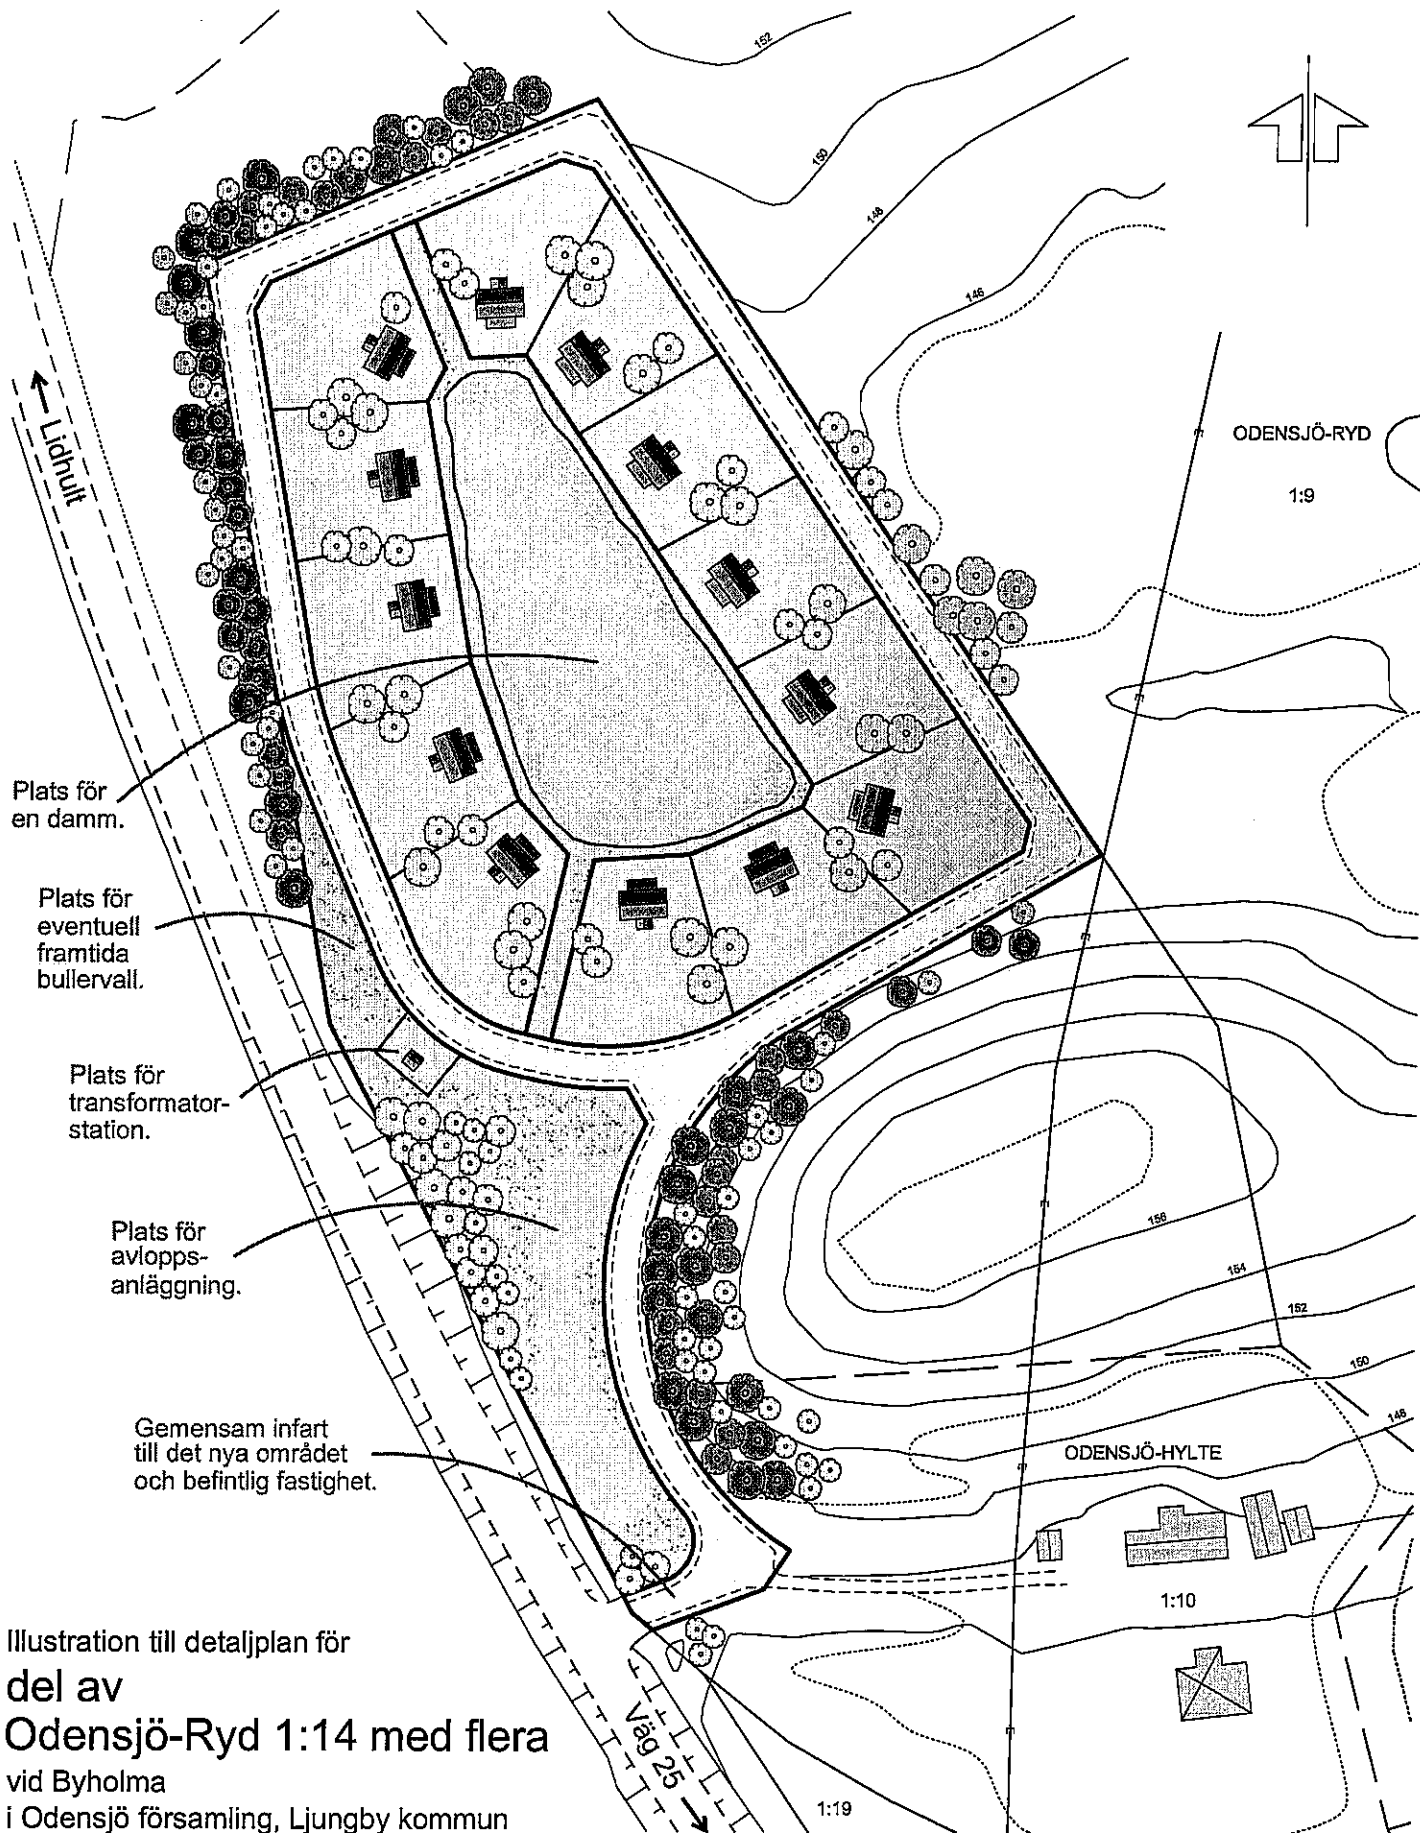 152
150
148
146
ODENSJÖ-RYD
1:9
Lidhult
Plats för
en damm.
Plats för
eventuell
framtida
bullervall.
Plats för
transformator-
station.
Plats för
avlopps-
anläggning.
156
154
152
150
148
Gemensam infart
till det nya området
och befintlig fastighet.
ODENSJÖ-HYLTE
1:10
Illustration till detaljplan för
del av
Odensjö-Ryd 1:14 med flera
vid Byholma
i Odensjö församling, Ljungby kommun
Väg 25
1:19